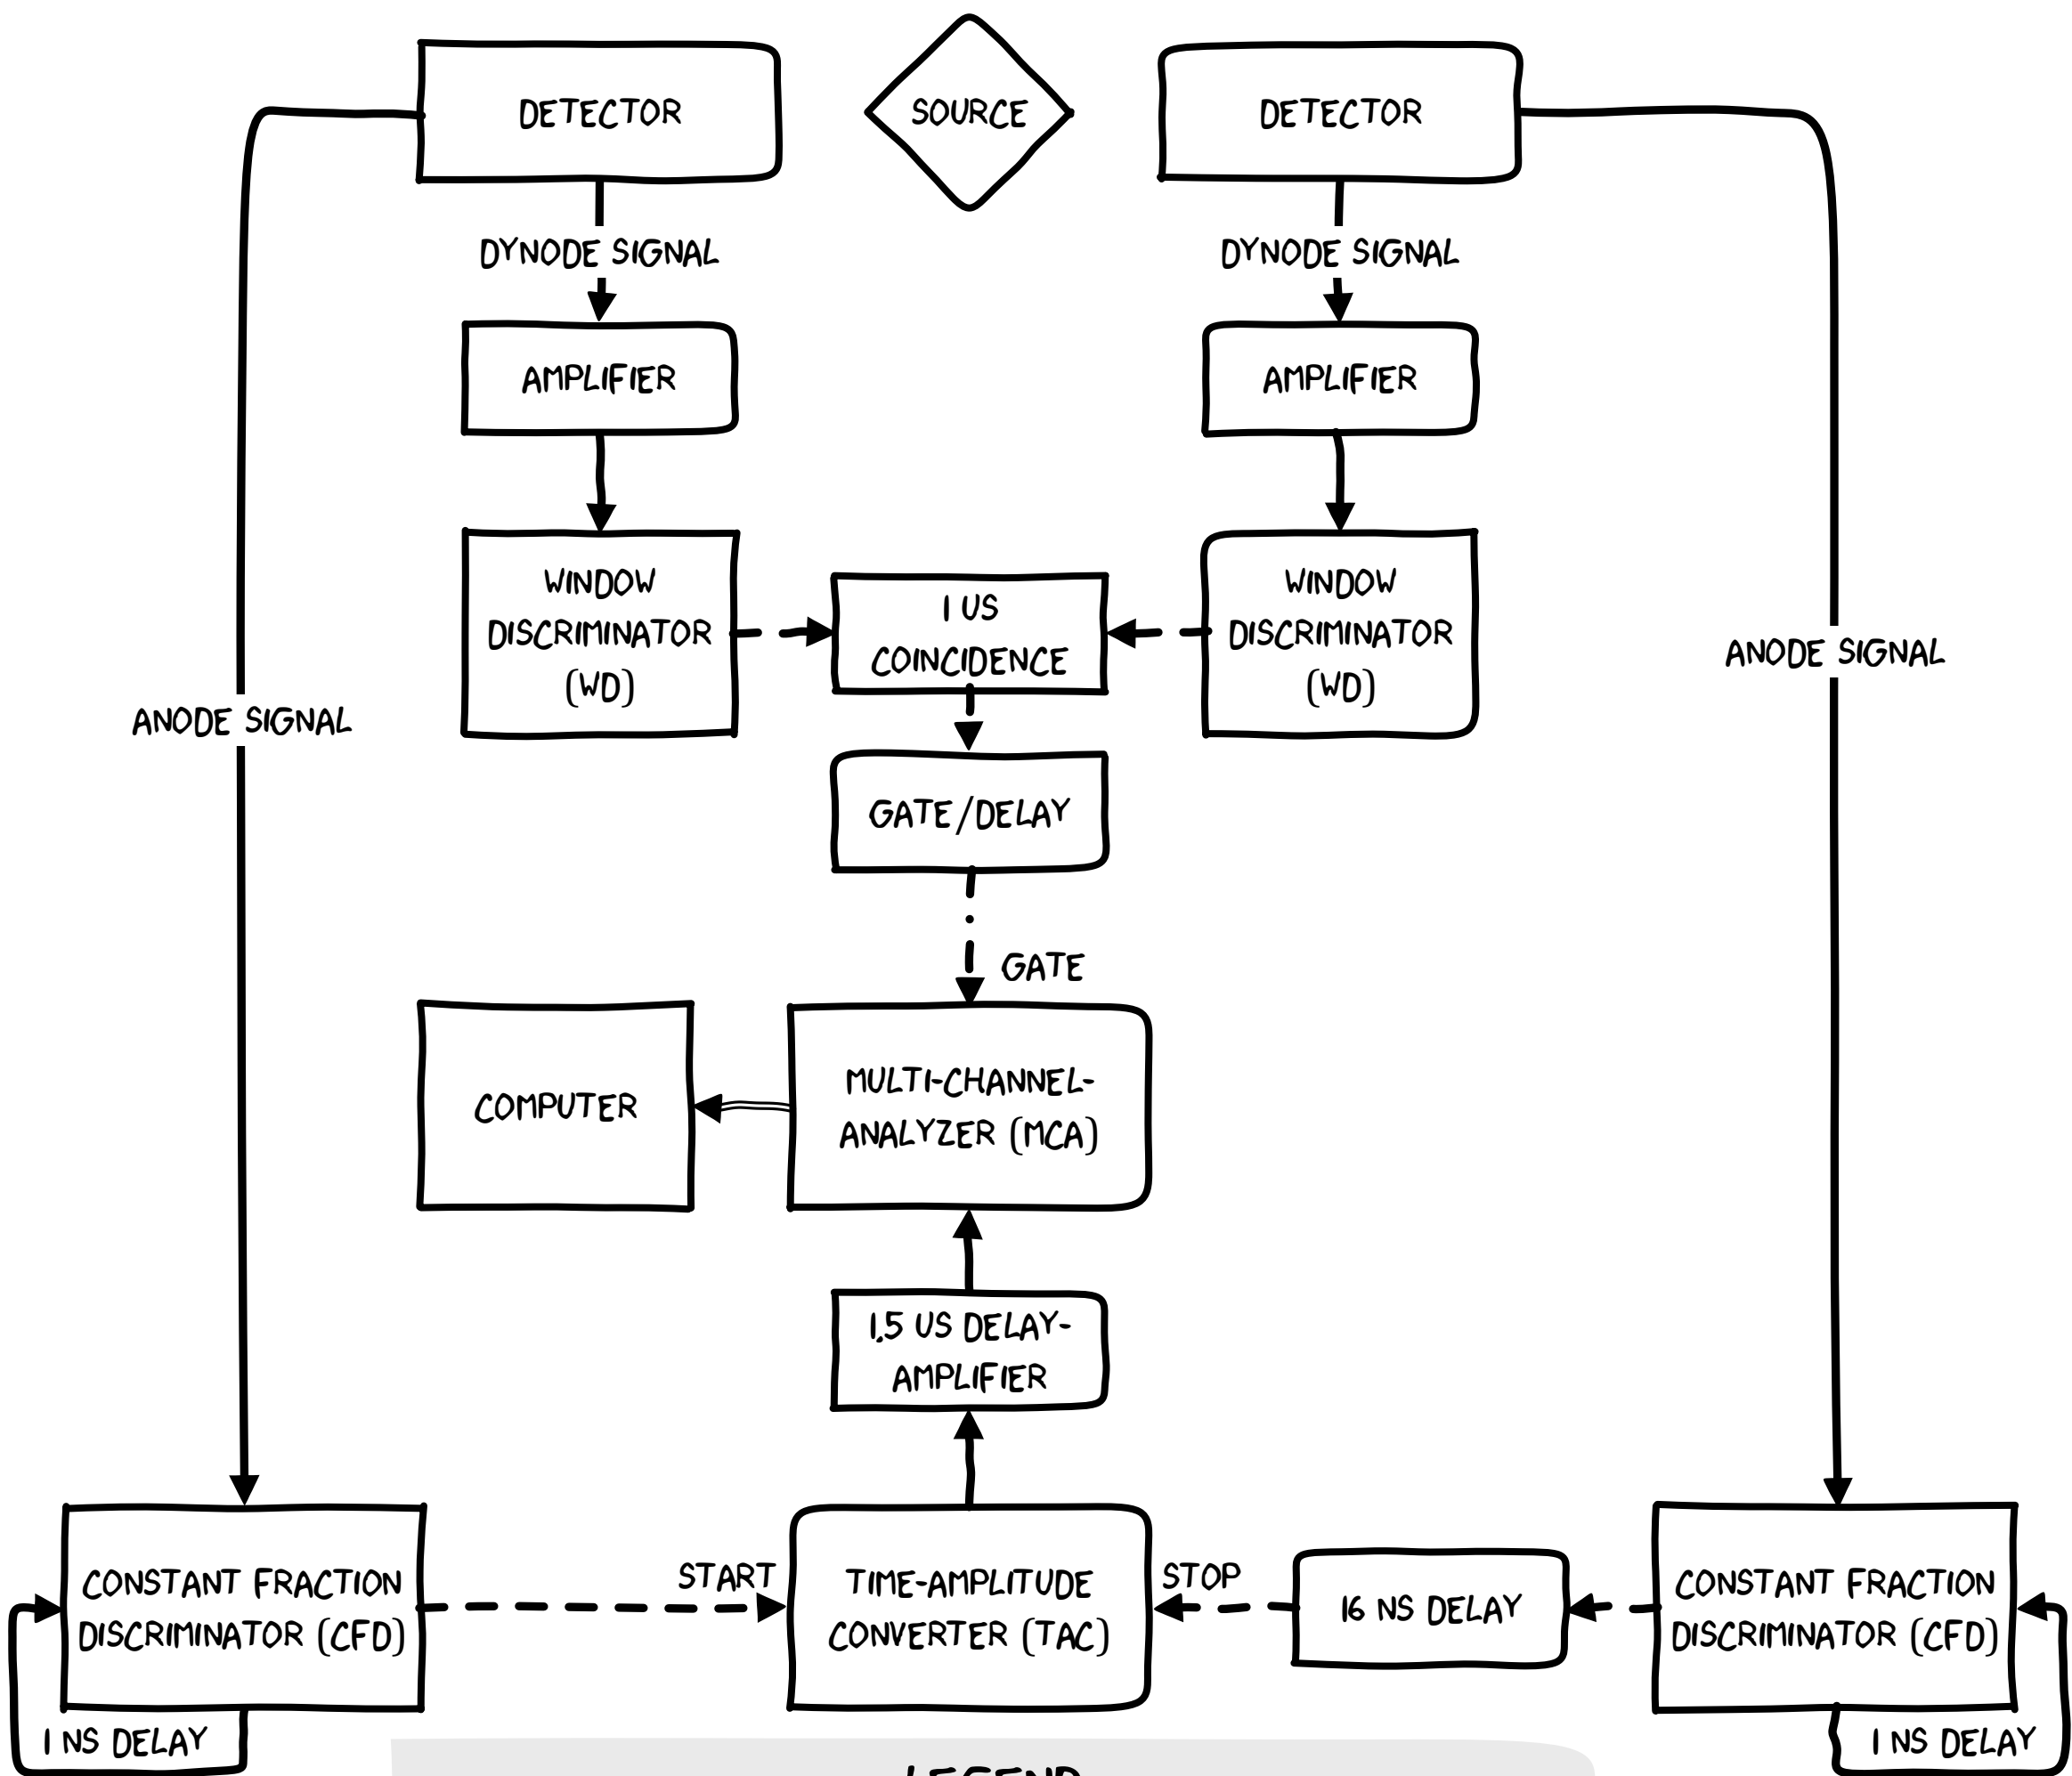 DETECTOR
SOURCE
DETECTOR
DYNODE SIGNAL
DYNODE SIGNAL
AMPLIFIER
AMPLIFIER
WINDOW
DISCRIMINATOR
(WD)
1 US
COINCIDENCE
WINDOW
DISCRIMINATOR
(WD)
ANODE SIGNAL
ANODE SIGNAL
GATE/DELAY
GATE
COMPUTER
MULTI-CHANNEL-
ANALYZER (MCA)
1.5 US DELAY-
AMPLIFIER
CONSTANT FRACTION
DISCRIMINATOR (CFD)
START
TIME-AMPLITUDE
CONVERTER (TAC)
STOP
16 NS DELAY
CONSTANT FRACTION
DISCRIMINATOR (CFD)
1 NS DELAY
1 NS DELAY
LEGEND